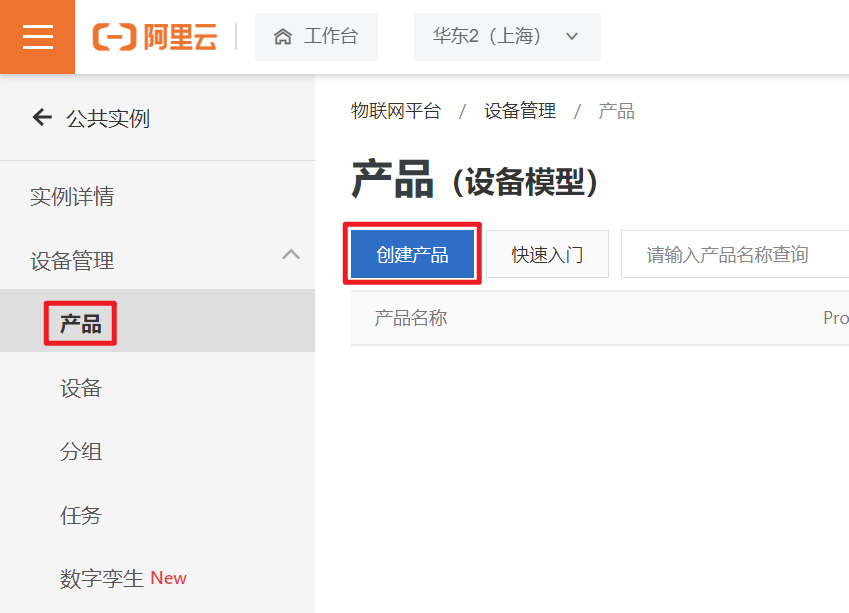 阿里云 工作台 华东2（上海）
公共实例
物联网平台 / 设备管理 / 产品
产品（设备模型）
实例详情
设备管理
创建产品 快速入门 请输入产品名称查询
产品
产品名称 Pro
设备
分组
任务
数字孪生 New